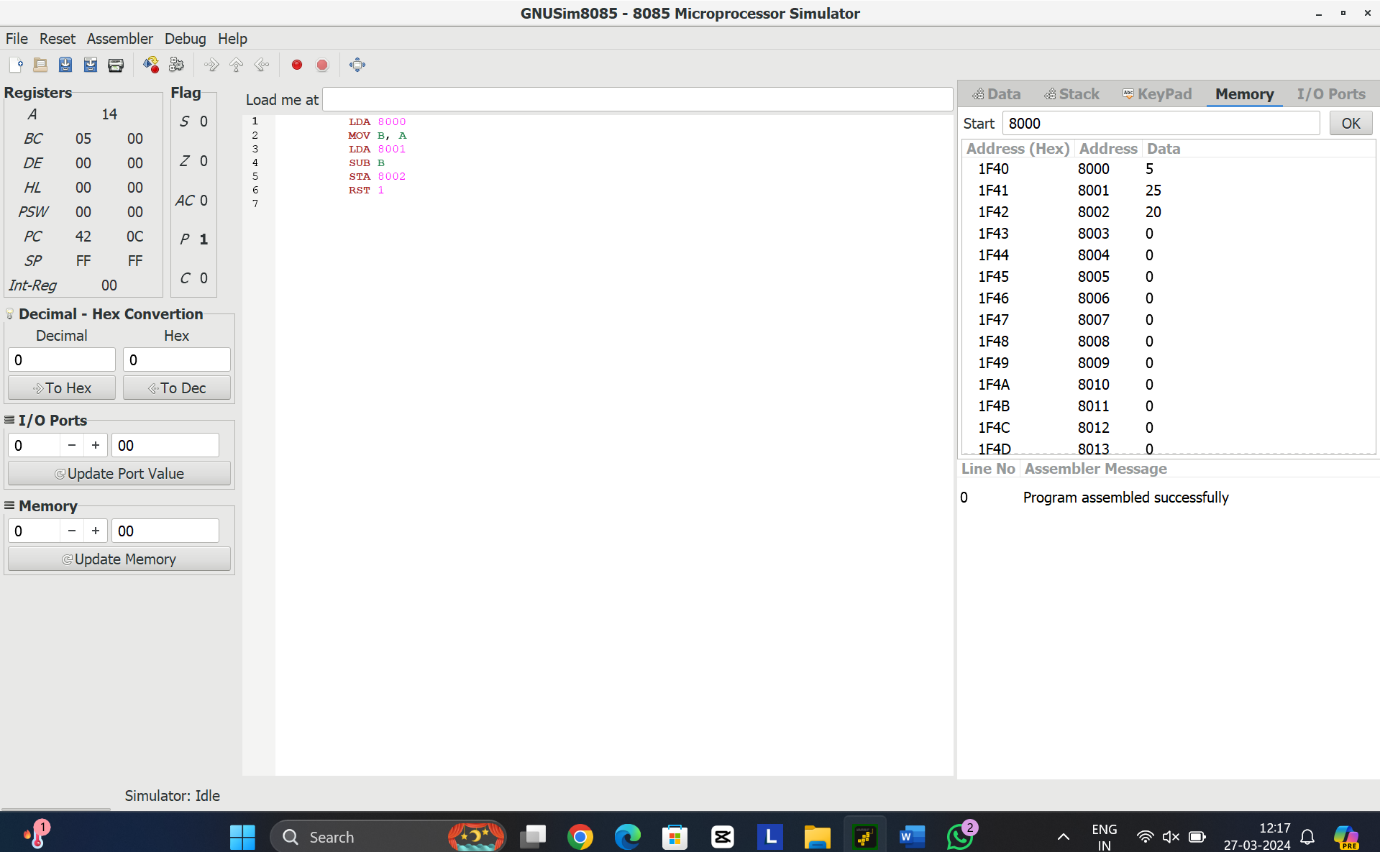 GNUSim8085 - 8085 Microprocessor Simulator
File Reset Assembler Debug Help
Registers
A 14
BC 05 00
DE 00 00
HL 00 00
PSW 00 00
PC 42 0C
SP FF FF
Int-Reg 00
Flag
S 0
Z 0
AC 0
P 1
C 0
Decimal - Hex Convertion
Decimal Hex
0 0
To Hex To Dec
I/O Ports
0 − + 00
Update Port Value
Memory
0 − + 00
Update Memory
Load me at
1 LDA 8000
2 MOV B, A
3 LDA 8001
4 SUB B
5 STA 8002
6 RST 1
7
Data Stack KeyPad Memory I/O Ports
Start 8000 OK
Address (Hex) Address Data
1F40 8000 5
1F41 8001 25
1F42 8002 20
1F43 8003 0
1F44 8004 0
1F45 8005 0
1F46 8006 0
1F47 8007 0
1F48 8008 0
1F49 8009 0
1F4A 8010 0
1F4B 8011 0
1F4C 8012 0
1F4D 8013 0
Line No Assembler Message
0 Program assembled successfully
Simulator: Idle
1
Search
L
W
2
ENG
IN
12:17
27-03-2024
PRE